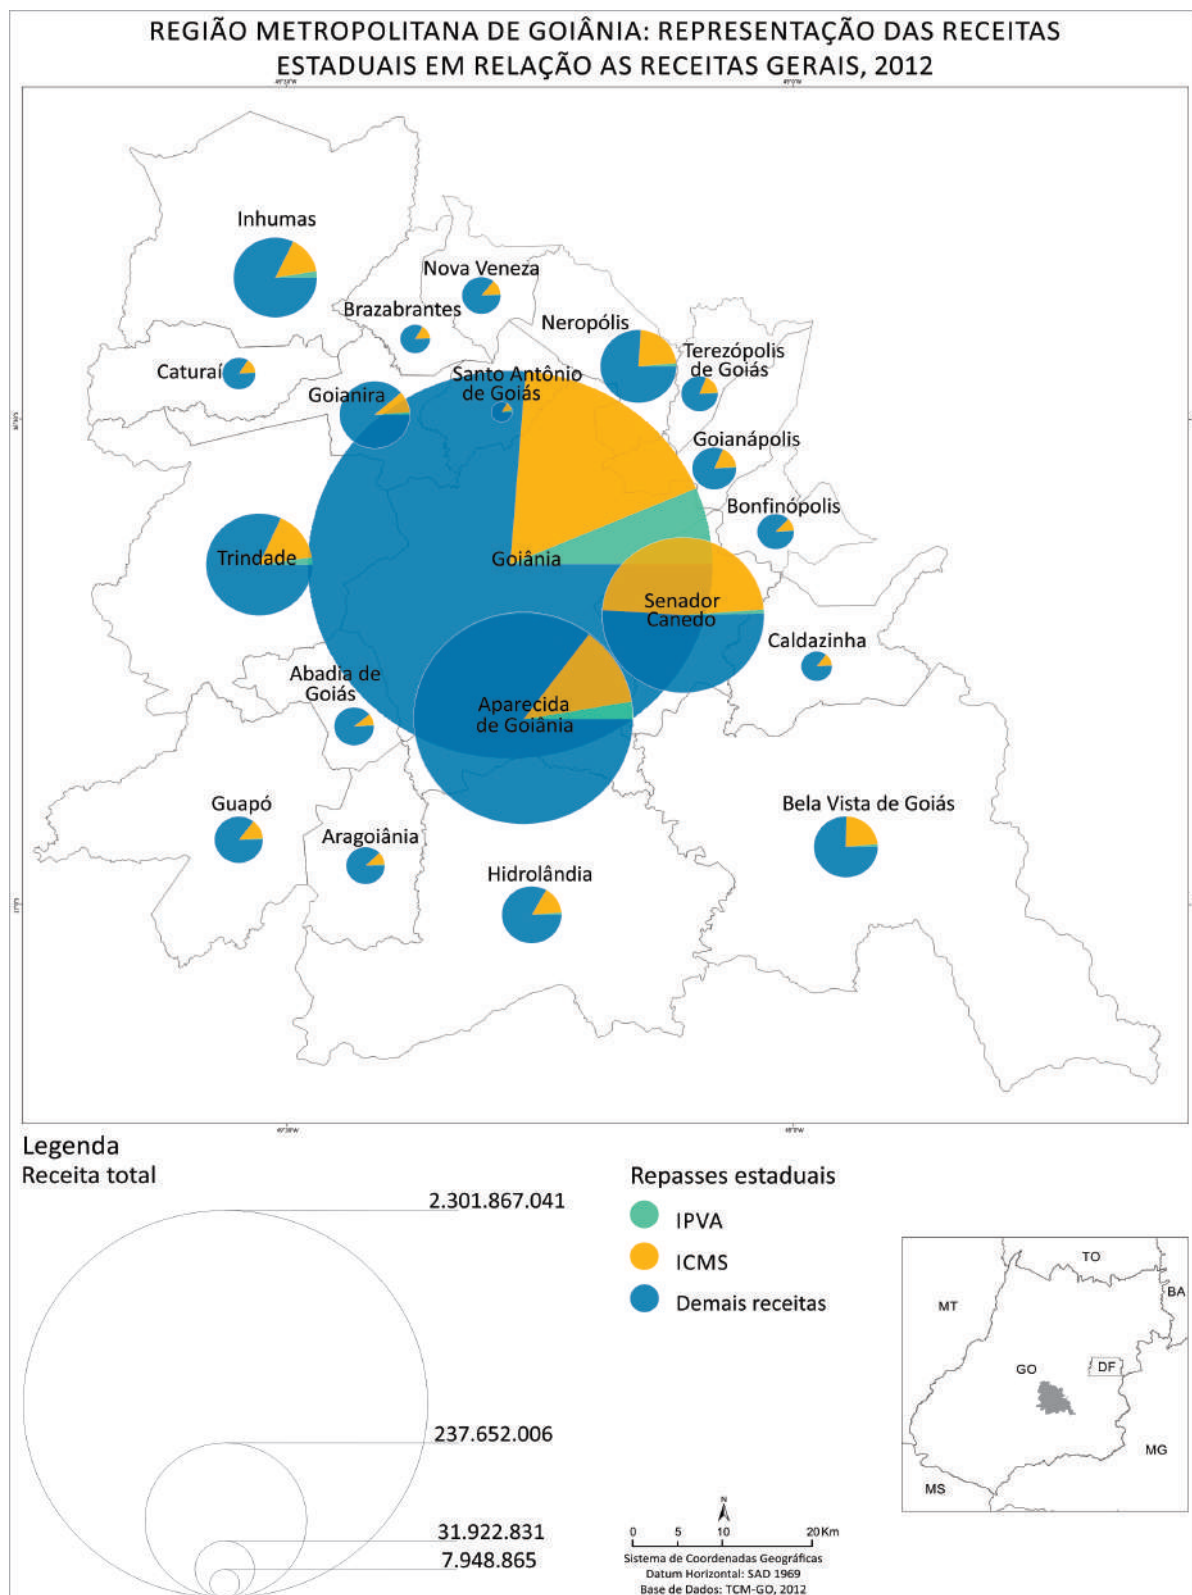 REGIÃO METROPOLITANA DE GOIÂNIA: REPRESENTAÇÃO DAS RECEITAS
ESTADUAIS EM RELAÇÃO AS RECEITAS GERAIS, 2012
Inhumas
Nova Veneza
Brazabrantes
Neropólis
Terezópolis
de Goiás
Caturaí
Santo Antônio
de Goiás
Goianira
Goianápolis
Bonfinópolis
Trindade
Goiânia
Senador
Canedo
Caldazinha
Abadia de
Goiás
Aparecida
de Goiânia
Guapó
Aragoiânia
Bela Vista de Goiás
Hidrolândia
Legenda
Receita total
2.301.867.041
237.652.006
31.922.831
7.948.865
Repasses estaduais
IPVA
ICMS
Demais receitas
TO
BA
MT
GO
DF
MG
MS
N
0 5 10 20 Km
Sistema de Coordenadas Geográficas
Datum Horizontal: SAD 1969
Base de Dados: TCM-GO, 2012